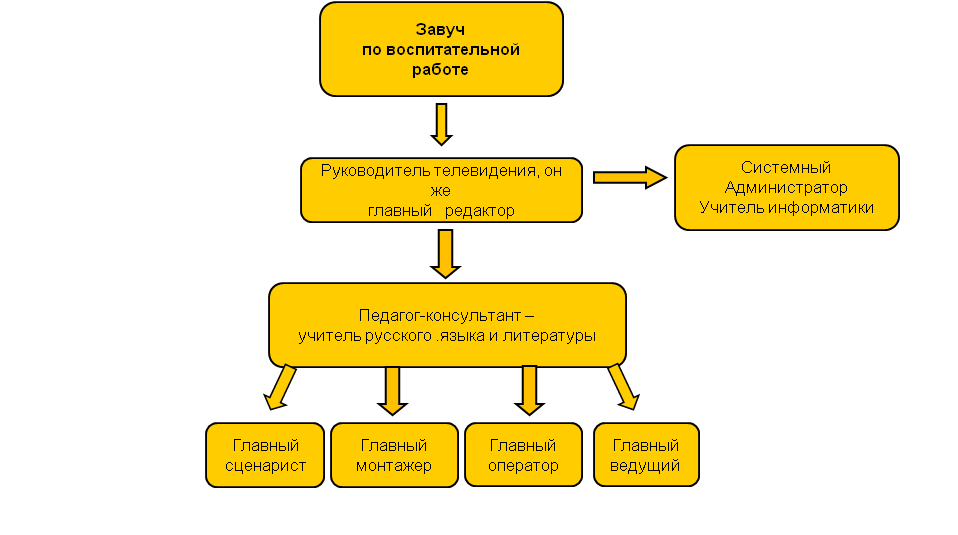 Завуч
по воспитательной
работе
Руководитель телевидения, он
же
главный редактор
Системный
Администратор
Учитель информатики
Педагог-консультант –
учитель русского .языка и литературы
Главный
сценарист
Главный
монтажер
Главный
оператор
Главный
ведущий